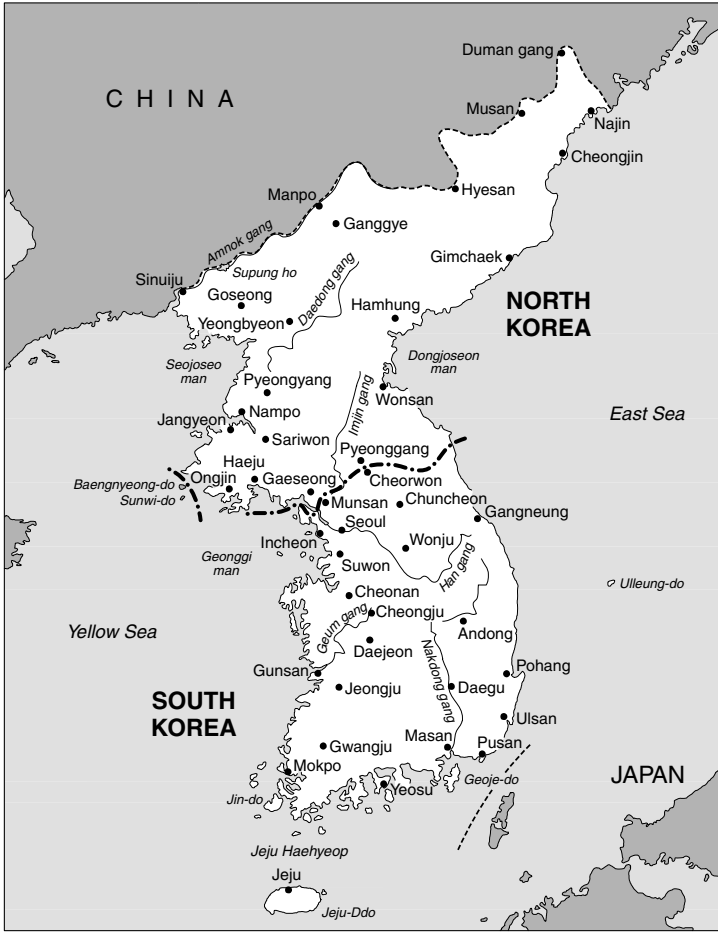 Duman gang
CHINA
Musan
Najin
Cheongjin
Hyesan
Manpo
Ganggye
Amnok gang
Gimchaek
Supung ho
Sinuiju
Daedong gang
Goseong
NORTH
KOREA
Hamhung
Yeongbyeon
Seojoseo
man
Dongjoseon
man
Pyeongyang
Imjin gang
Wonsan
Nampo
East Sea
Jangyeon
Sariwon
Pyeonggang
Haeju
Cheorwon
Ongjin
Gaeseong
Baengnyeong-do
Sunwi-do
Munsan
Chuncheon
Gangneung
Seoul
Incheon
Wonju
Geonggi
man
Suwon
Han gang
Ulleung-do
Cheonan
Geum gang
Cheongju
Yellow Sea
Andong
Daejeon
Nakdong gang
Gunsan
Pohang
SOUTH
KOREA
Jeongju
Daegu
Ulsan
Masan
Gwangju
Pusan
Mokpo
Geoje-do
JAPAN
Yeosu
Jin-do
Jeju Haehyeop
Jeju
Jeju-Ddo